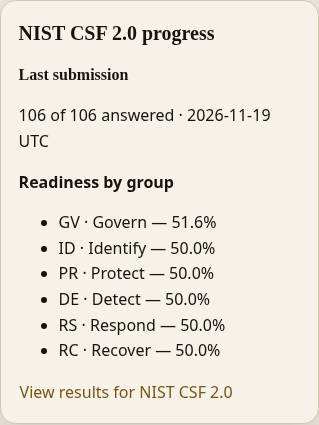 NIST CSF 2.0 progress
Last submission
106 of 106 answered · 2026-11-19
UTC
Readiness by group
• GV · Govern — 51.6%
• ID · Identify — 50.0%
• PR · Protect — 50.0%
• DE · Detect — 50.0%
• RS · Respond — 50.0%
• RC · Recover — 50.0%
View results for NIST CSF 2.0